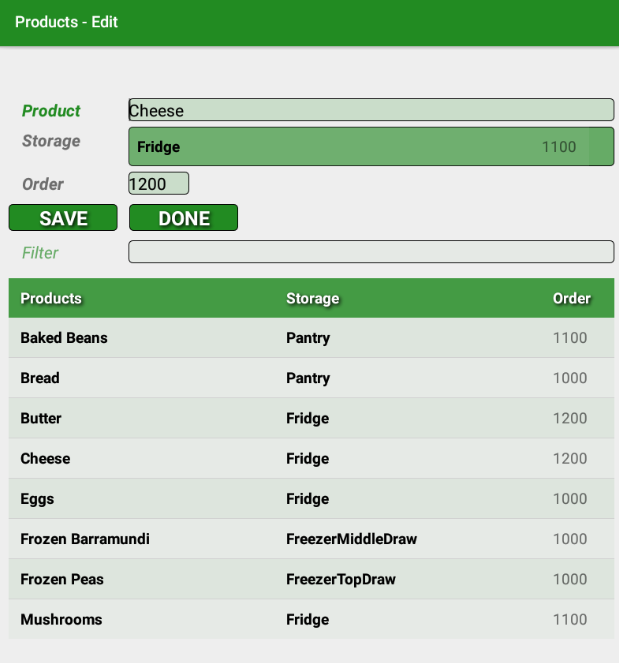 Products - Edit
Product Cheese
Storage Fridge 1100
Order 1200
SAVE DONE
Filter
Products Storage Order
Baked Beans Pantry 1100
Bread Pantry 1000
Butter Fridge 1200
Cheese Fridge 1200
Eggs Fridge 1000
Frozen Barramundi FreezerMiddleDraw 1000
Frozen Peas FreezerTopDraw 1000
Mushrooms Fridge 1100